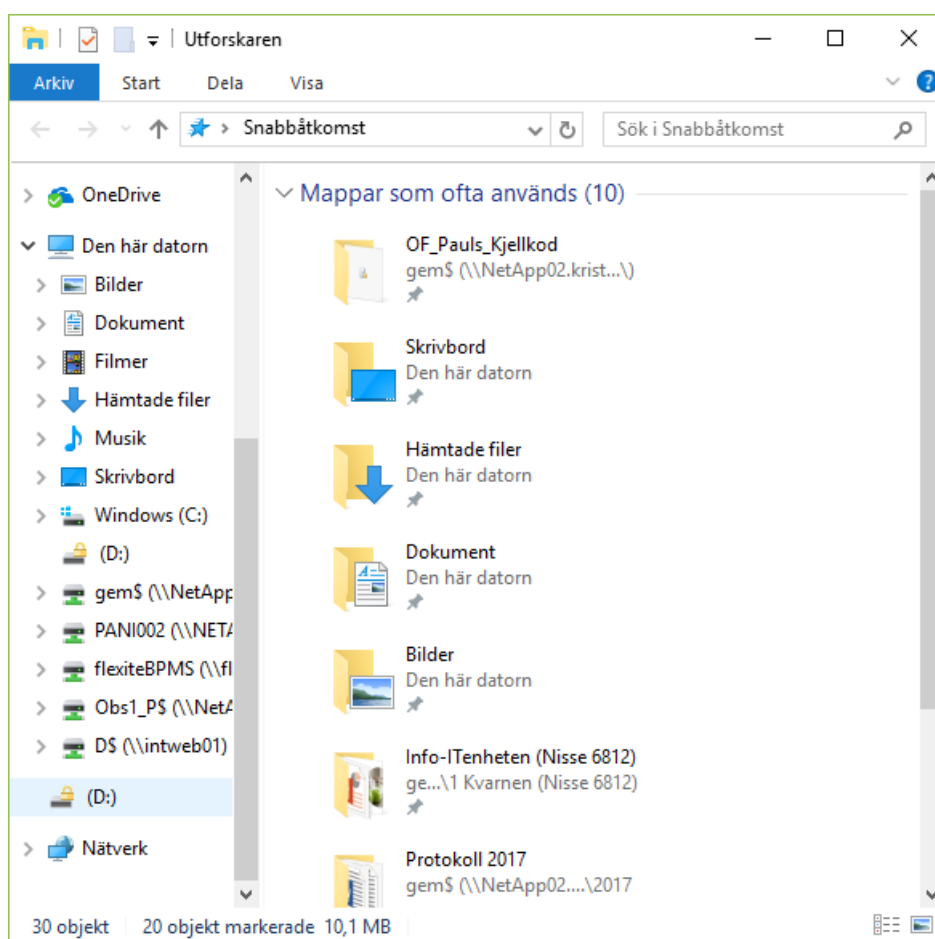 Utforskaren
Arkiv Start Dela Visa
?
Snabbåtkomst
Sök i Snabbåtkomst
OneDrive
Den här datorn
Bilder
Dokument
Filmer
Hämtade filer
Musik
Skrivbord
Windows (C:)
(D:)
gem$ (\\NetApp
PANI002 (\\NETA
flexiteBPMS (\\fl
Obs1_P$ (\\NetA
D$ (\\intweb01)
(D:)
Nätverk
Mappar som ofta används (10)
OF_Pauls_Kjellkod
gem$ (\\NetApp02.krist...\)
Skrivbord
Den här datorn
Hämtade filer
Den här datorn
Dokument
Den här datorn
Bilder
Den här datorn
Info-ITenheten (Nisse 6812)
ge...\1 Kvarnen (Nisse 6812)
Protokoll 2017
gem$ (\\NetApp02....\2017
30 objekt 20 objekt markerade 10,1 MB